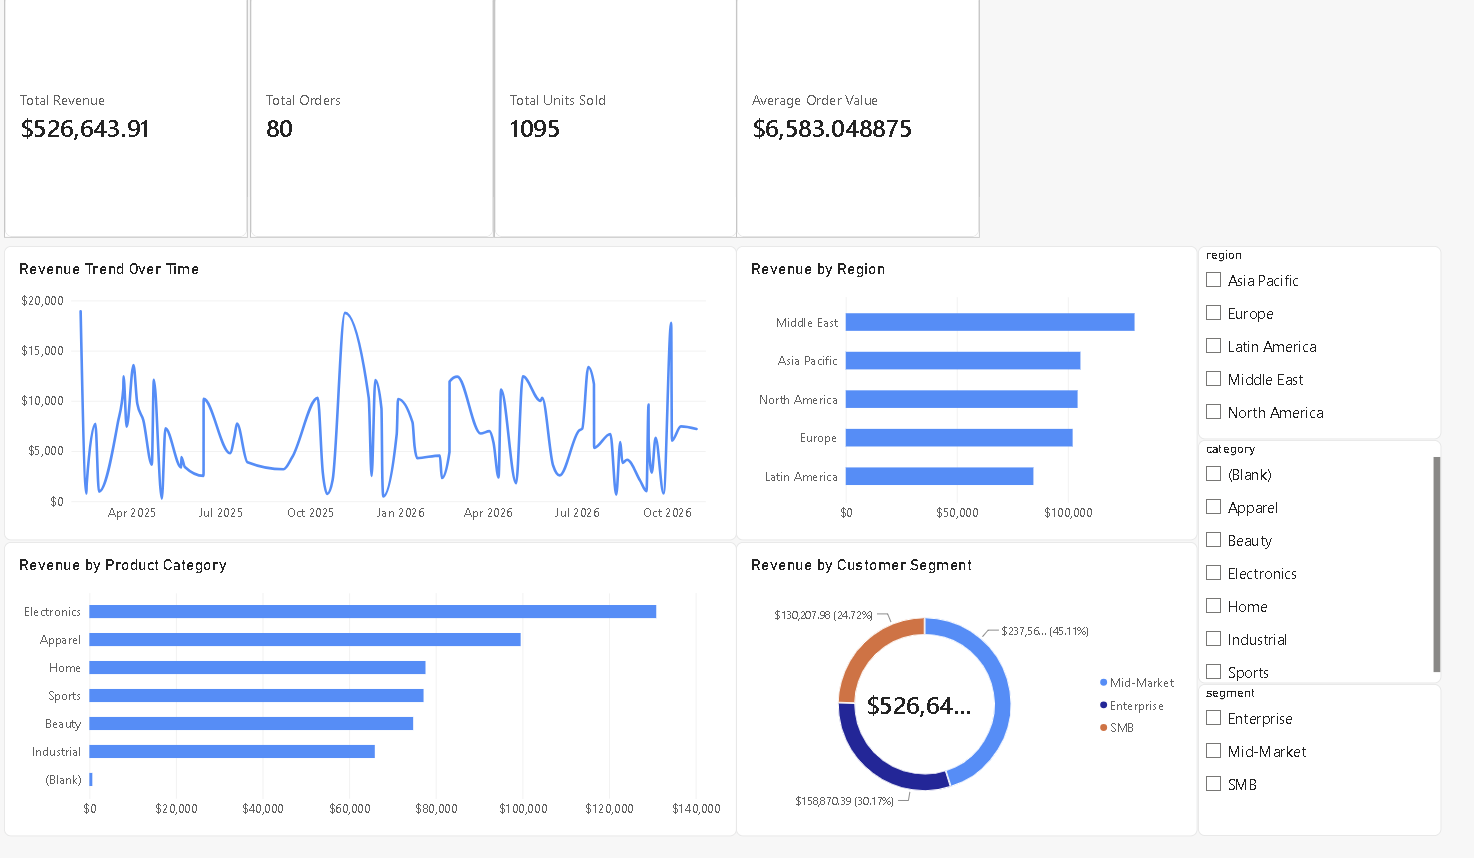 Total Revenue
$526,643.91
Total Orders
80
Total Units Sold
1095
Average Order Value
$6,583.048875
Revenue Trend Over Time
$20,000
$15,000
$10,000
$5,000
$0
Apr 2025
Jul 2025
Oct 2025
Jan 2026
Apr 2026
Jul 2026
Oct 2026
Revenue by Region
Middle East
Asia Pacific
North America
Europe
Latin America
$0
$50,000
$100,000
region
Asia Pacific
Europe
Latin America
Middle East
North America
category
(Blank)
Apparel
Beauty
Electronics
Home
Industrial
Sports
Revenue by Product Category
Electronics
Apparel
Home
Sports
Beauty
Industrial
(Blank)
$0
$20,000
$40,000
$60,000
$80,000
$100,000
$120,000
$140,000
Revenue by Customer Segment
$130,207.98 (24.72%)
$237,56... (45.11%)
$526,64...
$158,870.39 (30.17%)
Mid-Market
Enterprise
SMB
segment
Enterprise
Mid-Market
SMB